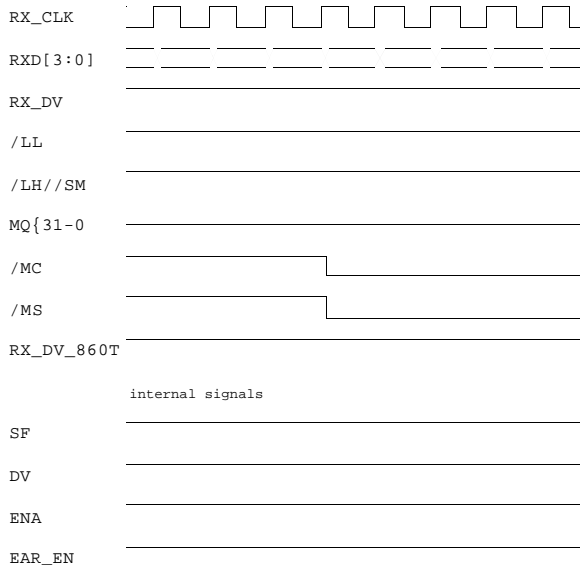 RX_CLK
RXD[3:0]
RX_DV
/LL
/LH//SM
MQ{31-0
/MC
/MS
RX_DV_860T
internal signals
SF
DV
ENA
EAR_EN